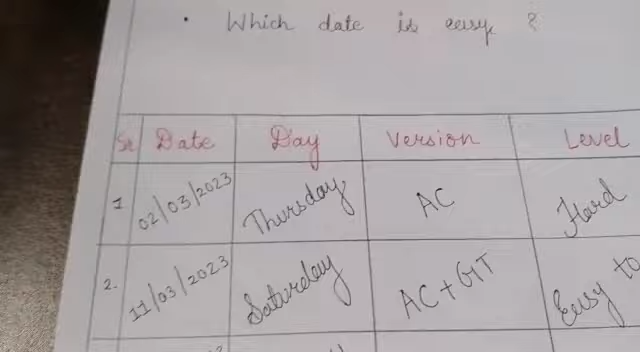 • Which date is easy ?
Sr Date Day Version Level
1 02/03/2023 Thursday AC Hard
2. 11/03/2023 Saturday AC + GT Easy to